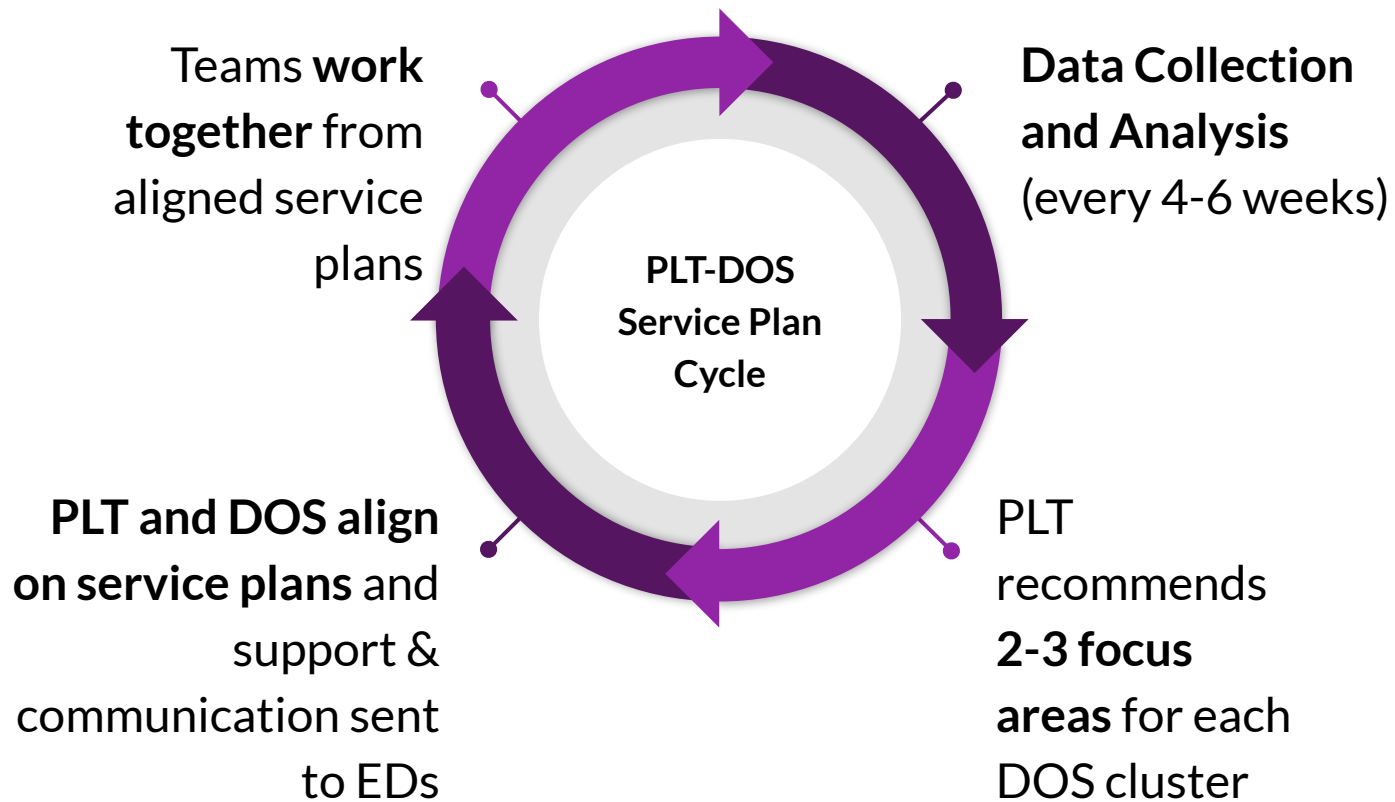 Teams work
together from
aligned service
plans
Data Collection
and Analysis
(every 4-6 weeks)
PLT-DOS
Service Plan
Cycle
PLT and DOS align
on service plans and
support &
communication sent
to EDs
PLT
recommends
2-3 focus
areas for each
DOS cluster